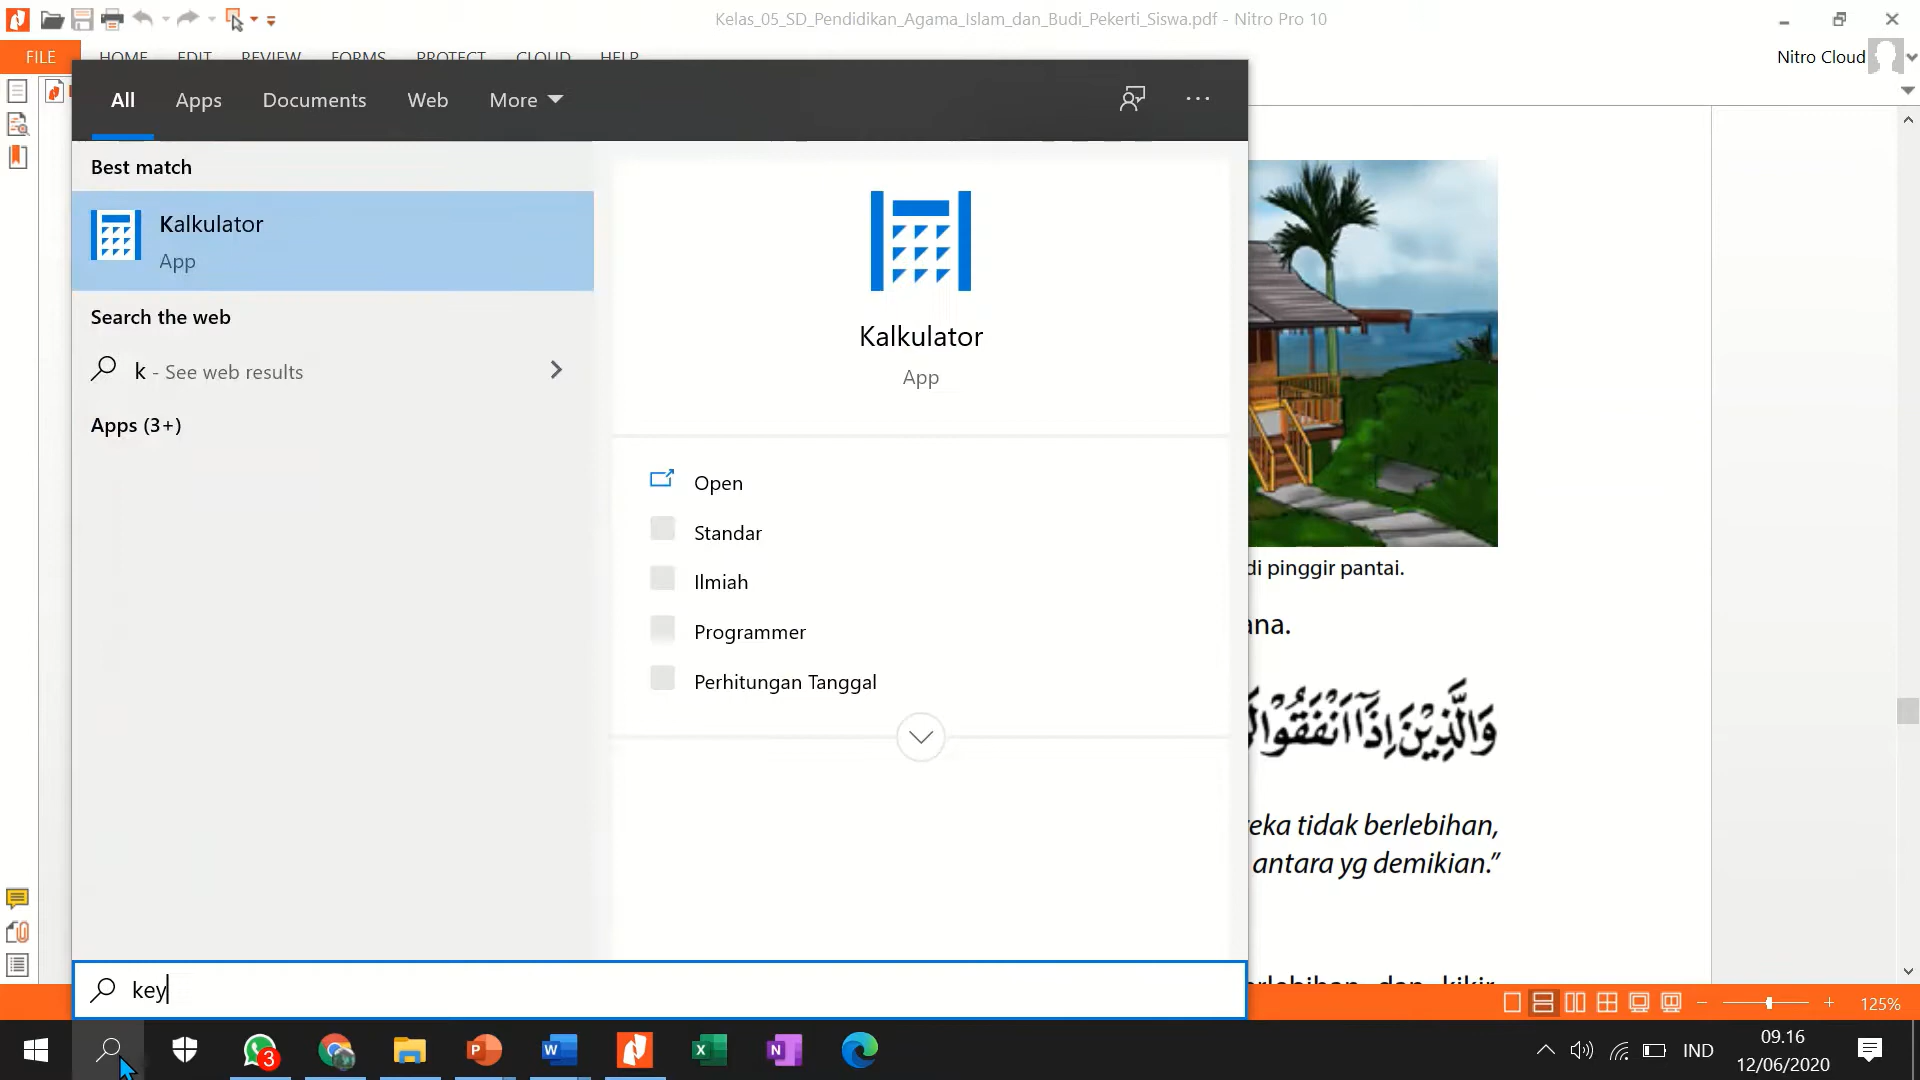 Kelas_05_SD_Pendidikan_Agama_Islam_dan_Budi_Pekerti_Siswa.pdf - Nitro Pro 10
FILE HOME EDIT REVIEW FORMS PROTECT CLOUD HELP
Nitro Cloud
All Apps Documents Web More
Best match
Kalkulator
App
Search the web
k - See web results
Apps (3+)
Kalkulator
App
Open
Standar
Ilmiah
Programmer
Perhitungan Tanggal
di pinggir pantai.
ana.
وَالَّذِيْنَ اِذَآ اَنْفَقُوْا
eka tidak berlebihan,
antara yg demikian.”
key
125%
3
IND
09.16
12/06/2020